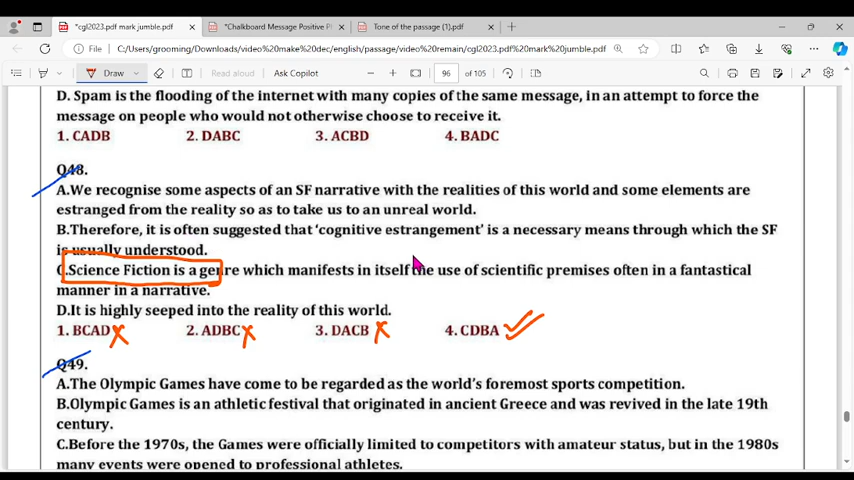 *cgl2023.pdf mark jumble.pdf
*Chalkboard Message Positive P
Tone of the passage (1).pdf
File
C:/Users/grooming/Downloads/video%20make%20dec/english/passage/video%20remain/cgl2023.pdf%20mark%20jumble.pdf
Draw
Read aloud
Ask Copilot
96 of 105
D. Spam is the flooding of the internet with many copies of the same message, in an attempt to force the
message on people who would not otherwise choose to receive it.
1. CADB 2. DABC 3. ACBD 4. BADC
Q48.
A.We recognise some aspects of an SF narrative with the realities of this world and some elements are
estranged from the reality so as to take us to an unreal world.
B.Therefore, it is often suggested that ‘cognitive estrangement’ is a necessary means through which the SF
is usually understood.
C.Science Fiction is a genre which manifests in itself the use of scientific premises often in a fantastical
manner in a narrative.
D.It is highly seeped into the reality of this world.
1. BCAD 2. ADBC 3. DACB 4. CDBA
Q49.
A.The Olympic Games have come to be regarded as the world’s foremost sports competition.
B.Olympic Games is an athletic festival that originated in ancient Greece and was revived in the late 19th
century.
C.Before the 1970s, the Games were officially limited to competitors with amateur status, but in the 1980s
many events were opened to professional athletes.